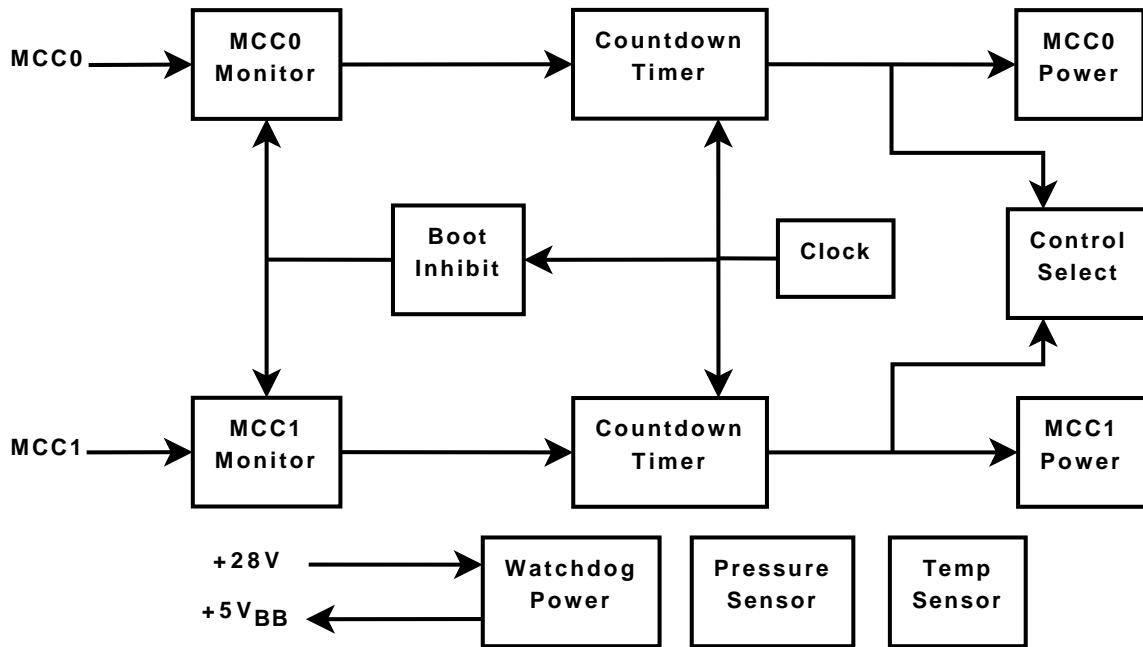 MCC0
MCC0
Monitor
Countdown
Timer
MCC0
Power
Boot
Inhibit
Clock
Control
Select
MCC1
MCC1
Monitor
Countdown
Timer
MCC1
Power
+28V
+5VBB
Watchdog
Power
Pressure
Sensor
Temp
Sensor